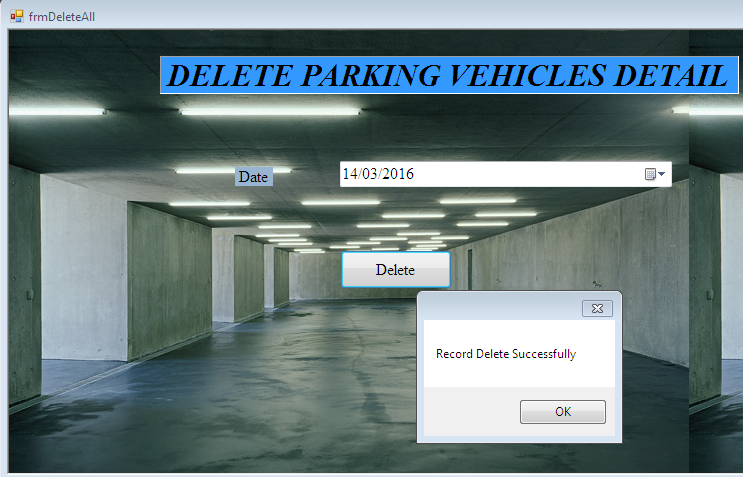 frmDeleteAll
DELETE PARKING VEHICLES DETAIL
Date
14/03/2016
Delete
Record Delete Successfully
OK